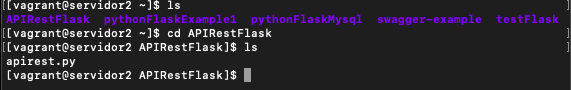 [[vagrant@servidor2 ~]$ ls ]
APIRestFlask  pythonFlaskExample1  pythonFlaskMysql  swagger-example  testFlask
[[vagrant@servidor2 ~]$ cd APIRestFlask ]
[[vagrant@servidor2 APIRestFlask]$ ls ]
apirest.py
[vagrant@servidor2 APIRestFlask]$